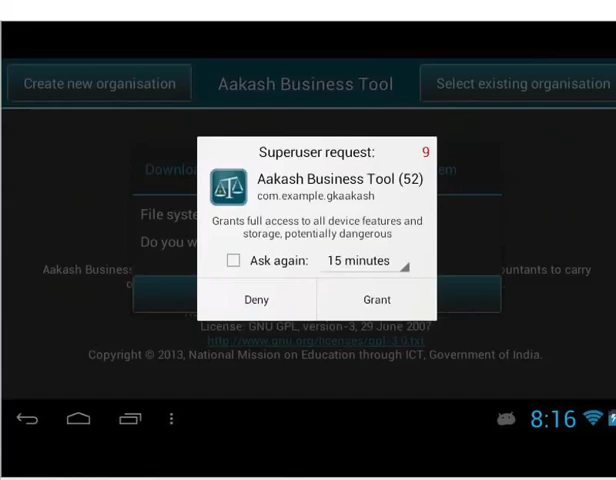 Create new organisation
Aakash Business Tool
Select existing organisation
Superuser request: 9
Aakash Business Tool (52)
com.example.gkaakash
Grants full access to all device features and
storage, potentially dangerous
Ask again: 15 minutes
Deny
Grant
File syste
Do you w
Aakash Busines
to carry
License: GNU GPL, version-3, 29 June 2007
http://www.gnu.org/licenses/gpl-3.0.txt
Copyright © 2013, National Mission on Education through ICT, Government of India.
8:16